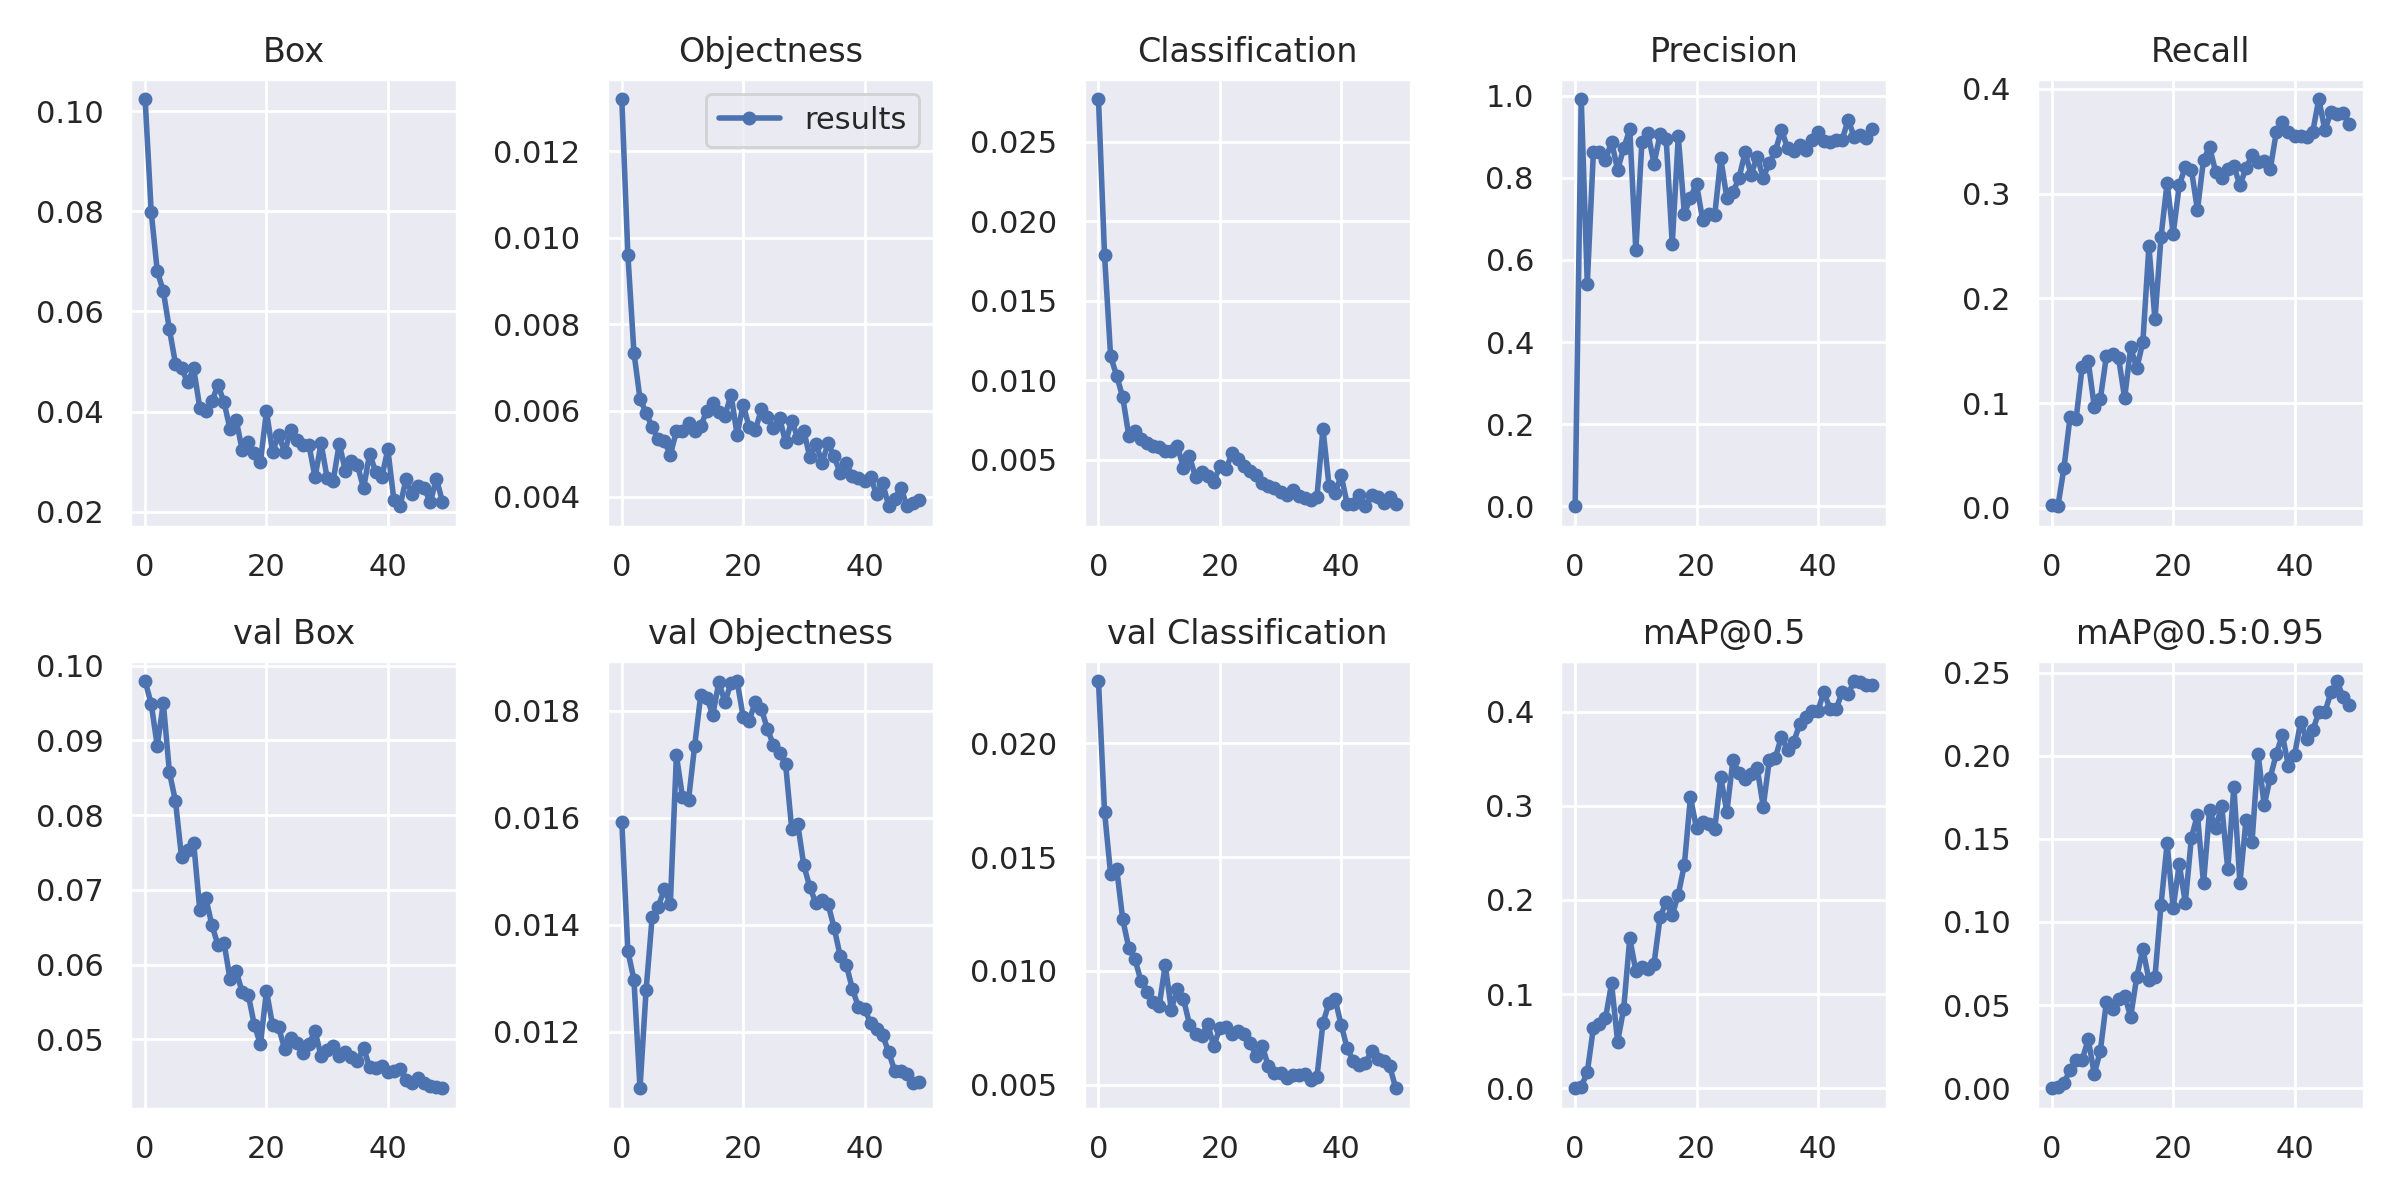 Box
Objectness
Classification
Precision
Recall
results
0.10
0.08
0.06
0.04
0.02
0 20 40
0.012
0.010
0.008
0.006
0.004
0 20 40
0.025
0.020
0.015
0.010
0.005
0 20 40
1.0
0.8
0.6
0.4
0.2
0.0
0 20 40
0.4
0.3
0.2
0.1
0.0
0 20 40
val Box
val Objectness
val Classification
mAP@0.5
mAP@0.5:0.95
0.10
0.09
0.08
0.07
0.06
0.05
0 20 40
0.018
0.016
0.014
0.012
0 20 40
0.020
0.015
0.010
0.005
0 20 40
0.4
0.3
0.2
0.1
0.0
0 20 40
0.25
0.20
0.15
0.10
0.05
0.00
0 20 40